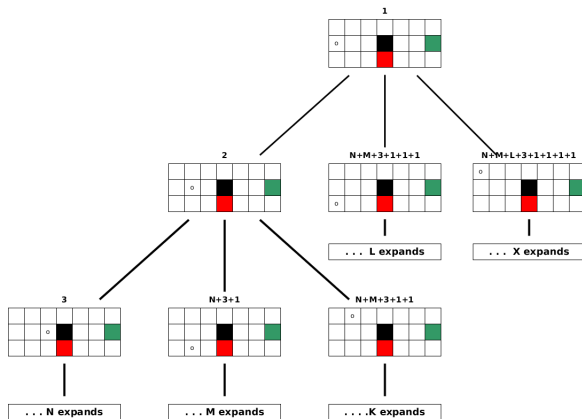 1
o
2
N+M+3+1+1+1
N+M+L+3+1+1+1+1
o
o
o
. . . L expands
. . . X expands
3
N+3+1
N+M+3+1+1
o
o
o
. . . N expands
. . . M expands
. . . .K expands